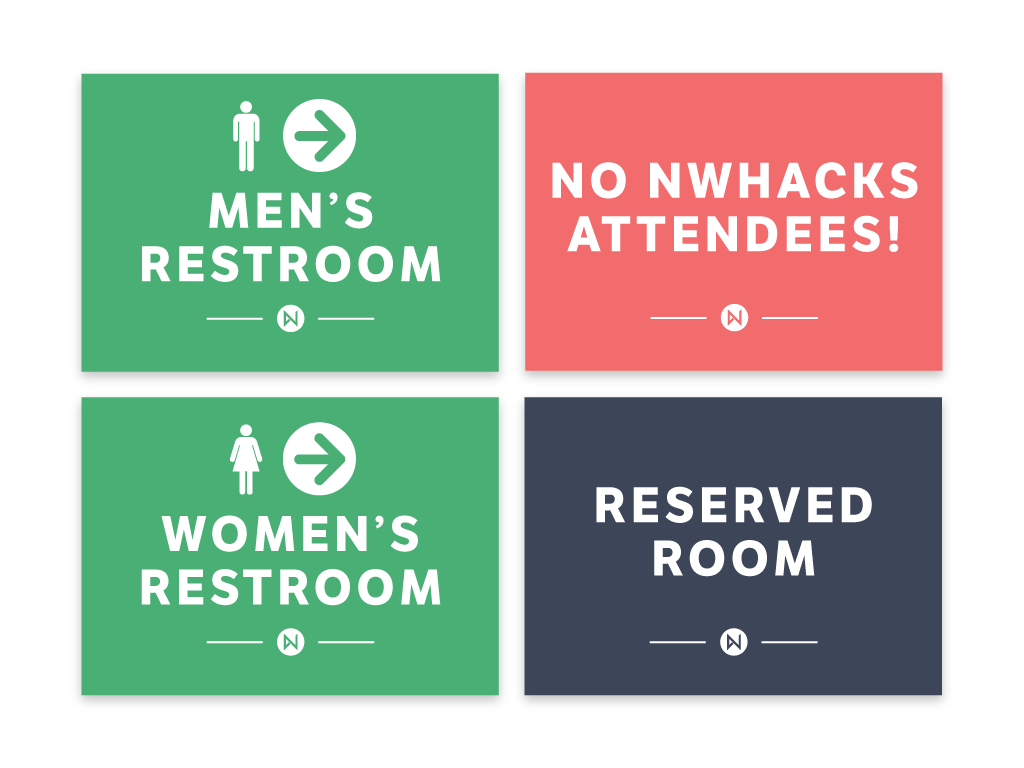 MEN’S
RESTROOM
NO NWHACKS
ATTENDEES!
WOMEN’S
RESTROOM
RESERVED
ROOM